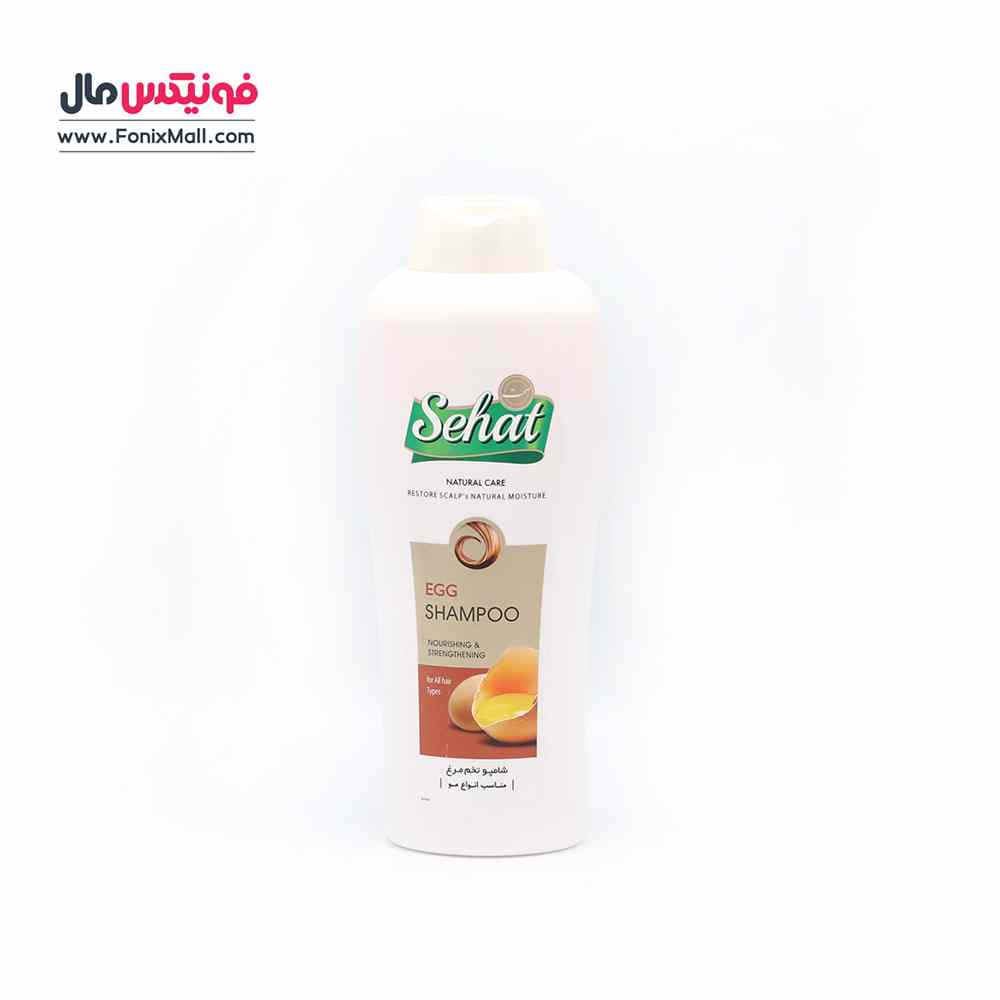 فونیکس مال
www.FonixMall.com
Sehat
NATURAL CARE
RESTORE SCALP's NATURAL MOISTURE
EGG
SHAMPOO
NOURISHING &
STRENGTHENING
for All hair
Types
شامپو تخم مرغ
| مناسب انواع مو |